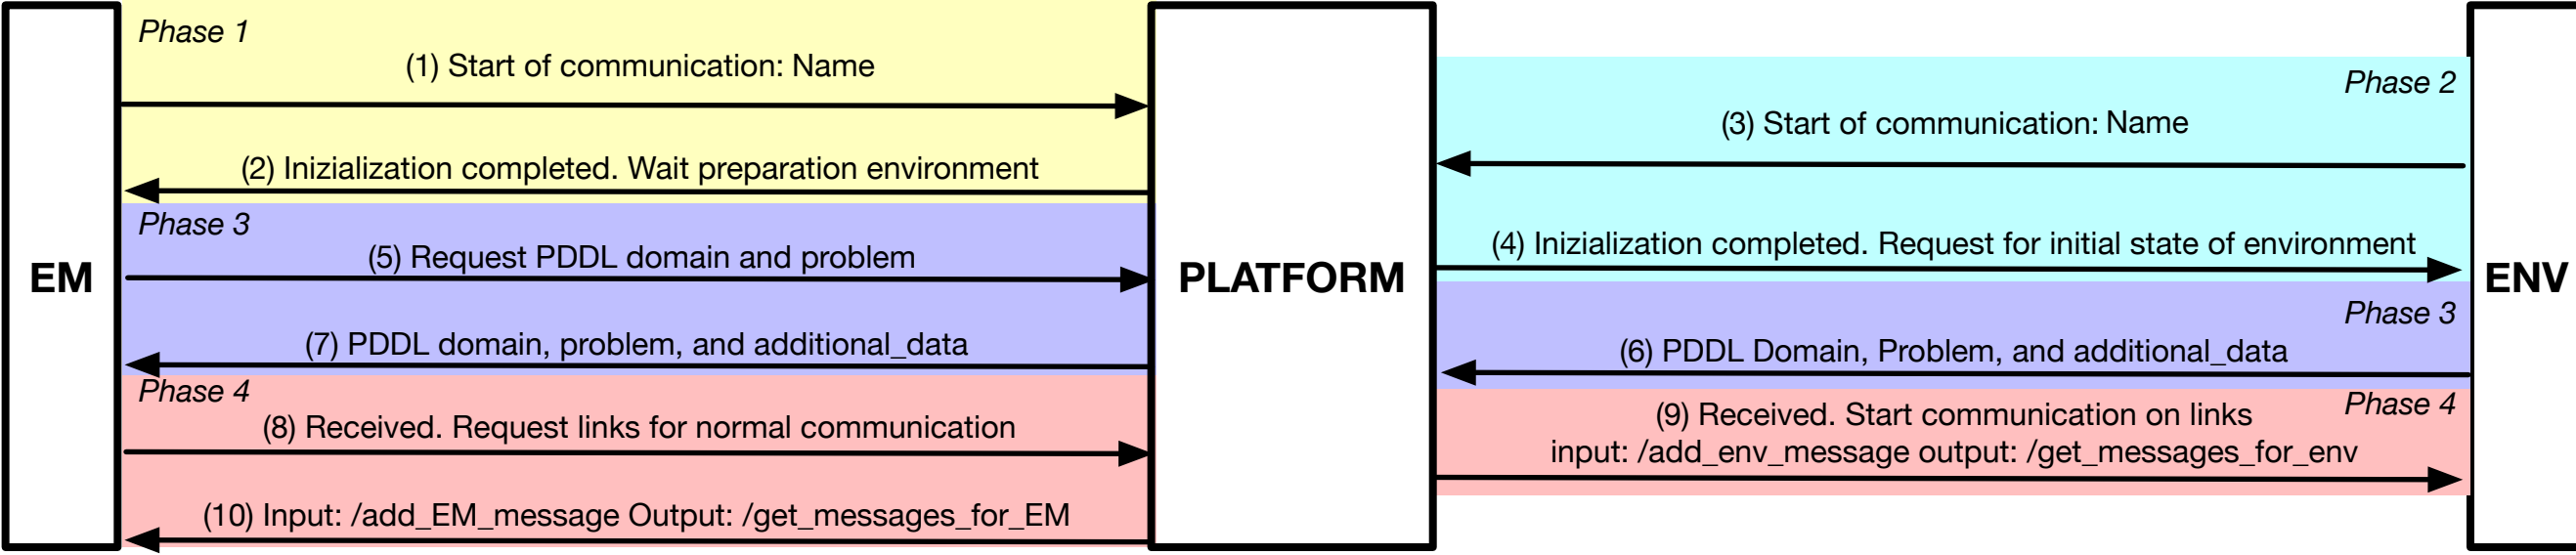 Phase 1
(1) Start of communication: Name
(2) Inizialization completed. Wait preparation environment
Phase 3
(5) Request PDDL domain and problem
(7) PDDL domain, problem, and additional_data
Phase 4
(8) Received. Request links for normal communication
(10) Input: /add_EM_message Output: /get_messages_for_EM
EM
PLATFORM
Phase 2
(3) Start of communication: Name
(4) Inizialization completed. Request for initial state of environment
Phase 3
(6) PDDL Domain, Problem, and additional_data
Phase 4
(9) Received. Start communication on links
input: /add_env_message output: /get_messages_for_env
ENV